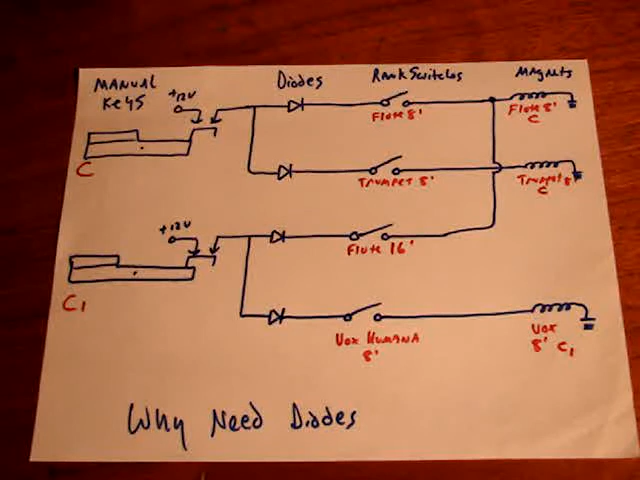 MANUAL KEYS
Diodes
Rank Switches
Magnets
+12V
Flute 8'
Flute 8' C
C
Trumpet 8'
Trumpet 8' C
+12V
Flute 16'
C1
Vox Humana 8'
Vox 8' C1
Why Need Diodes